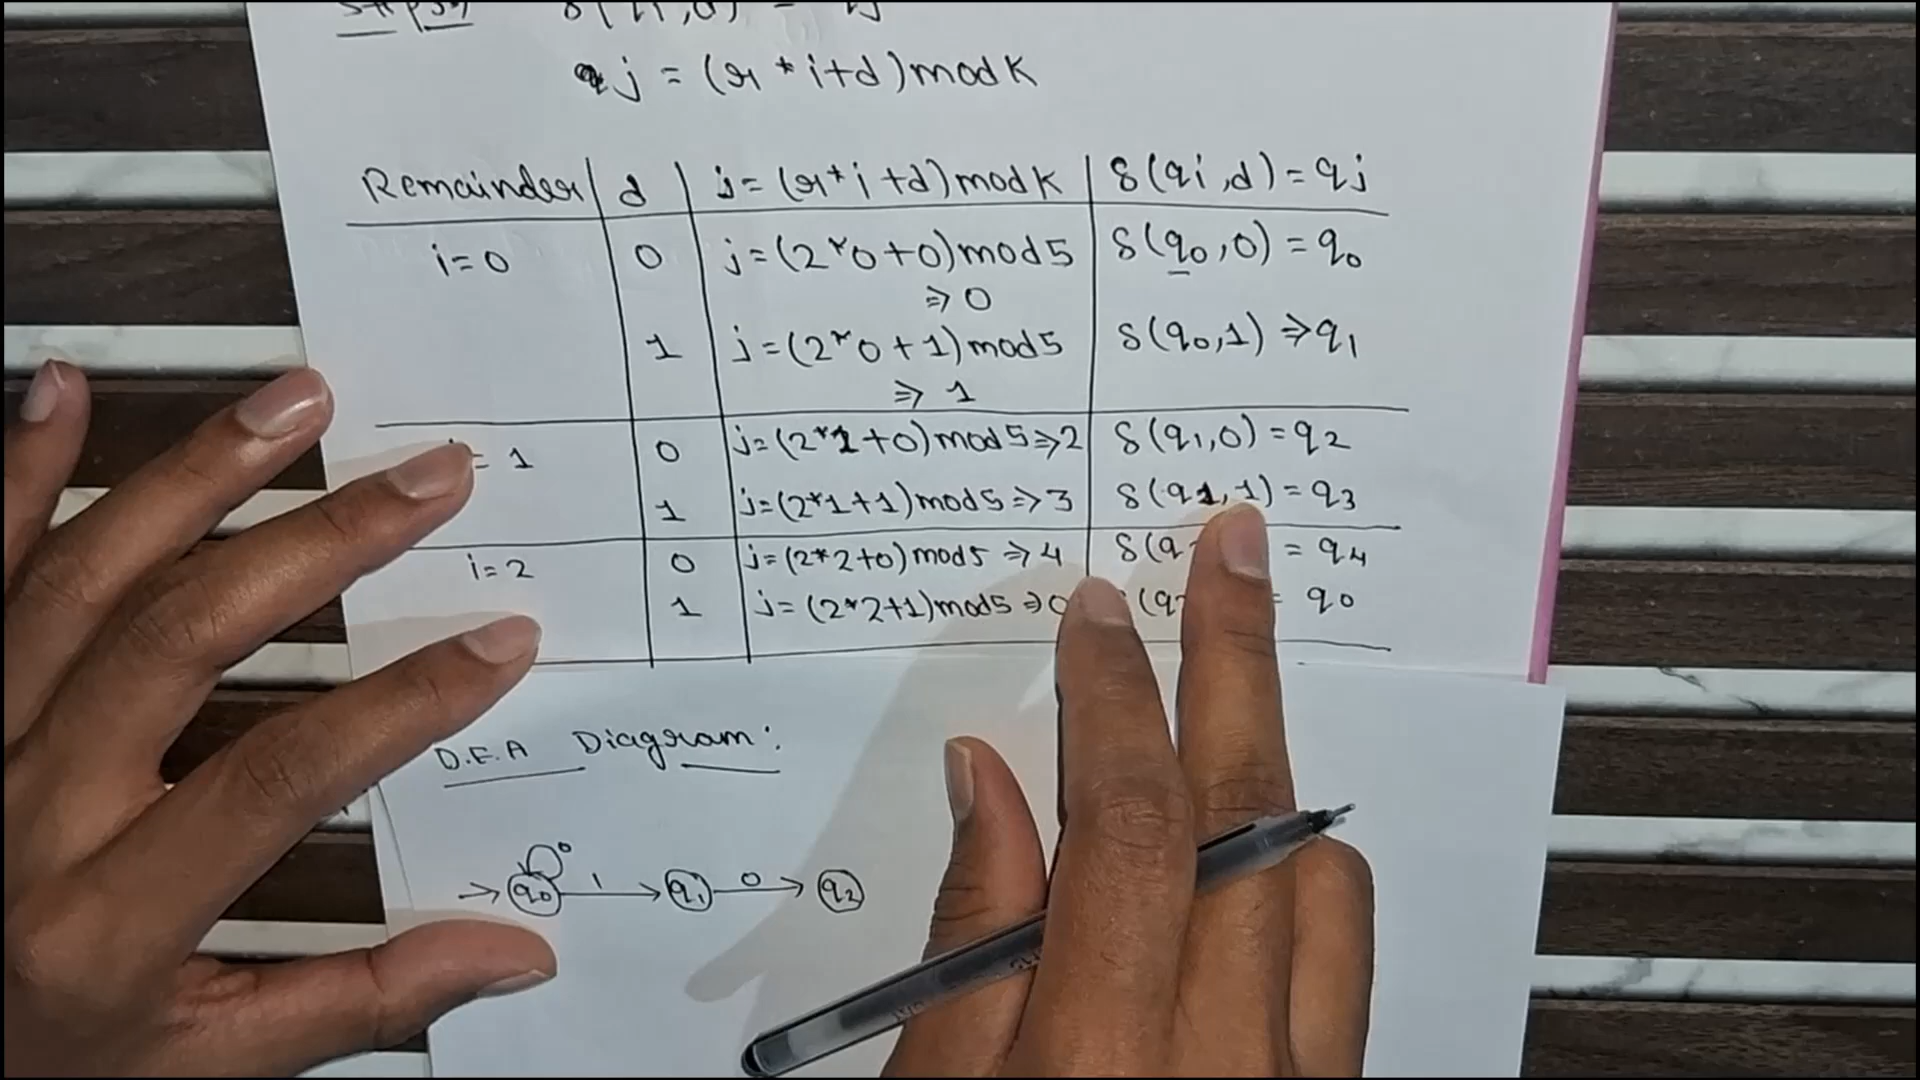 qj = (r * i+d) mod K
Remainder d j = (r * i + d) mod K δ(qi, d) = qj
i = 0 0 j = (2*0+0) mod 5 δ(q0, 0) = q0
⇒ 0
1 j = (2*0+1) mod 5 δ(q0,1) ⇒ q1
⇒ 1
= 1 0 j = (2*1+0) mod 5 ⇒ 2 δ(q1,0) = q2
1 j = (2*1+1) mod 5 ⇒ 3 δ(q1,1) = q3
i = 2 0 j = (2*2+0) mod 5 ⇒ 4 δ(q = q4
1 j = (2*2+1) mod 5 ⇒ 0 (q = q0
D.F.A Diagram:
0
→ q0 1 → q1 0 → q2